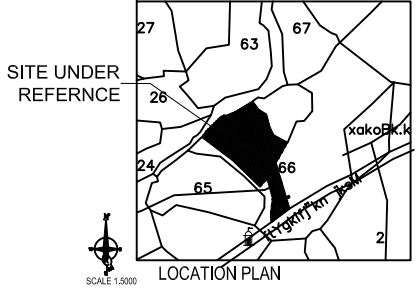 27
63
67
SITE UNDER
REFERNCE
26
xakoBk.k
24
66
65
2
SCALE 1:5000
LOCATION PLAN